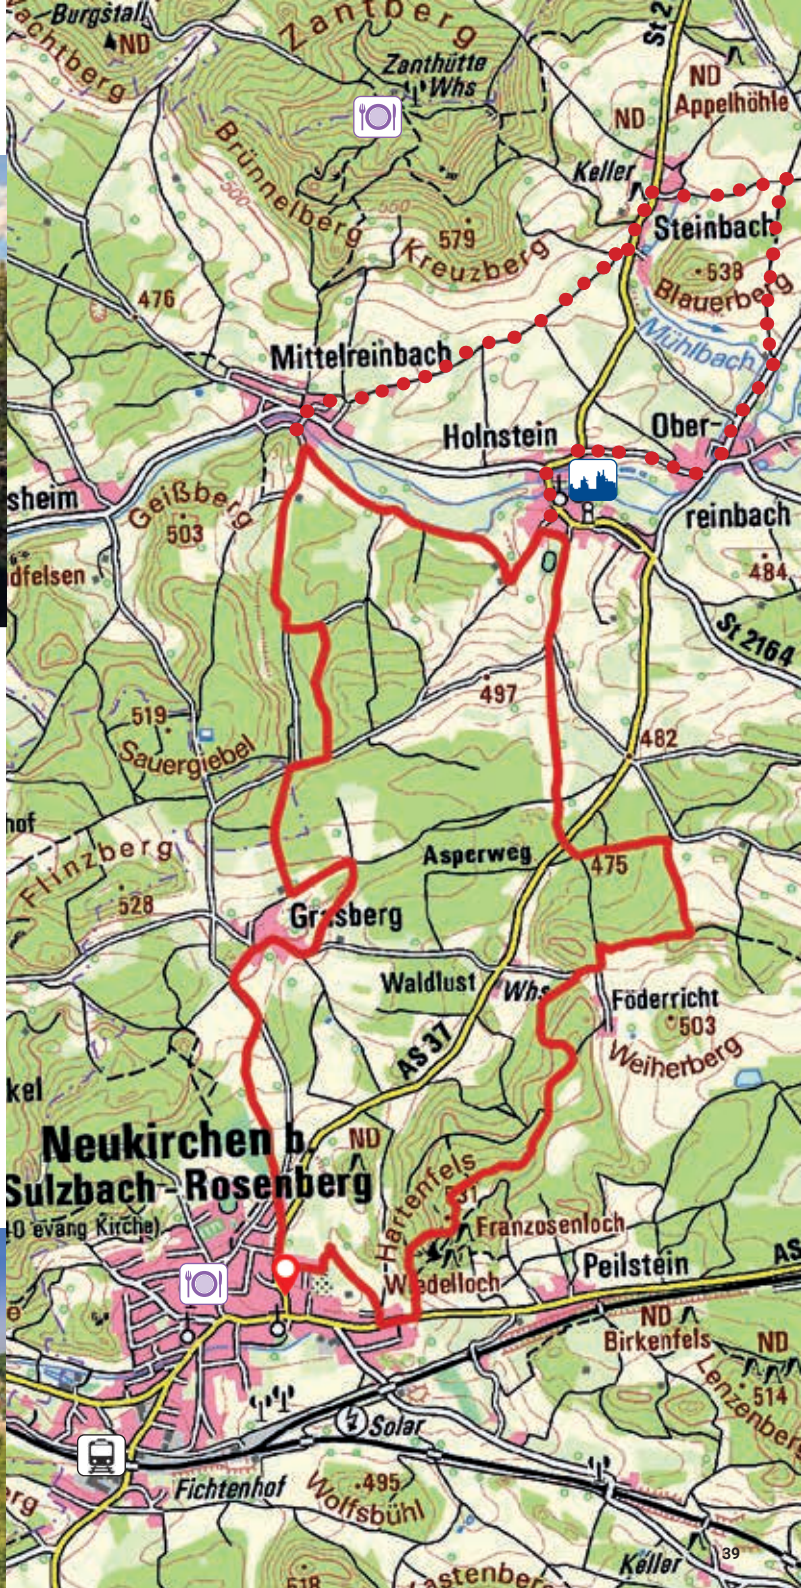 Burgstall
ND
Zantberg
Zanthütte
Whs
St 2
ND
Appelhöhle
ND
Keller
Brünnelberg
500
550
579
Kreuzberg
Steinbach
538
Blauerberg
Mühlbach
476
Mittelreinbach
Holnstein
Ober-
reinbach
sheim
Geißberg
503
dfelsen
484
St 2164
497
519
Sauergiebel
482
hof
Flinzberg
528
Asperweg
475
Grasberg
Waldlust
Whs
Föderricht
503
Weiherberg
AS 37
kel
Neukirchen b.
Sulzbach-Rosenberg
ND
evang Kirche)
Hartenfels
Franzosenloch
Wedelloch
Peilstein
AS
e
ND
Birkenfels
ND
Lenzenberg
514
Solar
Fichtenhof
495
Wolfsbühl
rg
Keller
39
518
astenberg